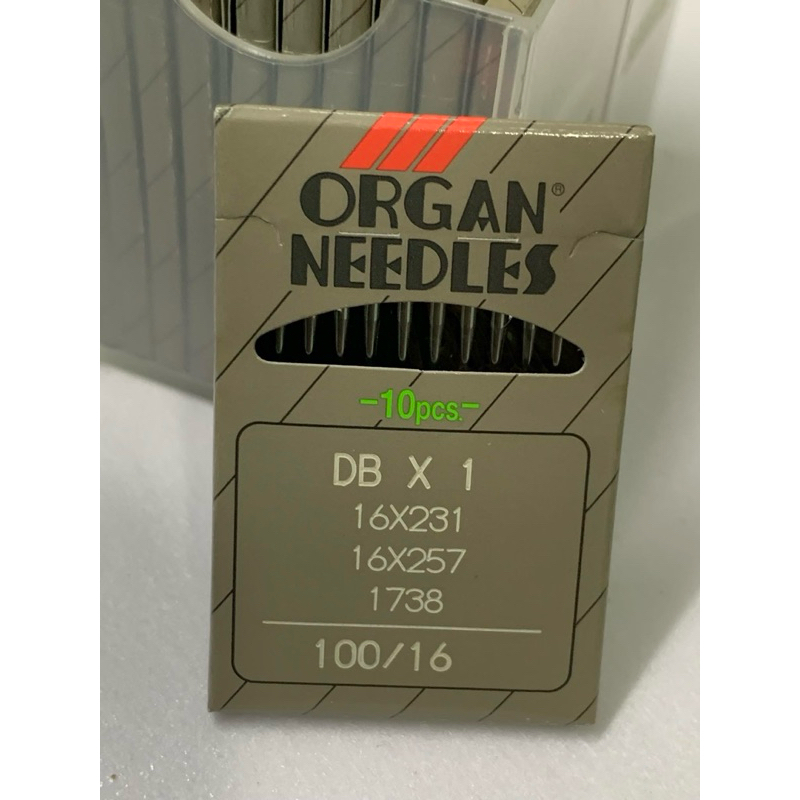 ORGAN®
NEEDLES
-10pcs.-
DB X 1
16X231
16X257
1738
100/16